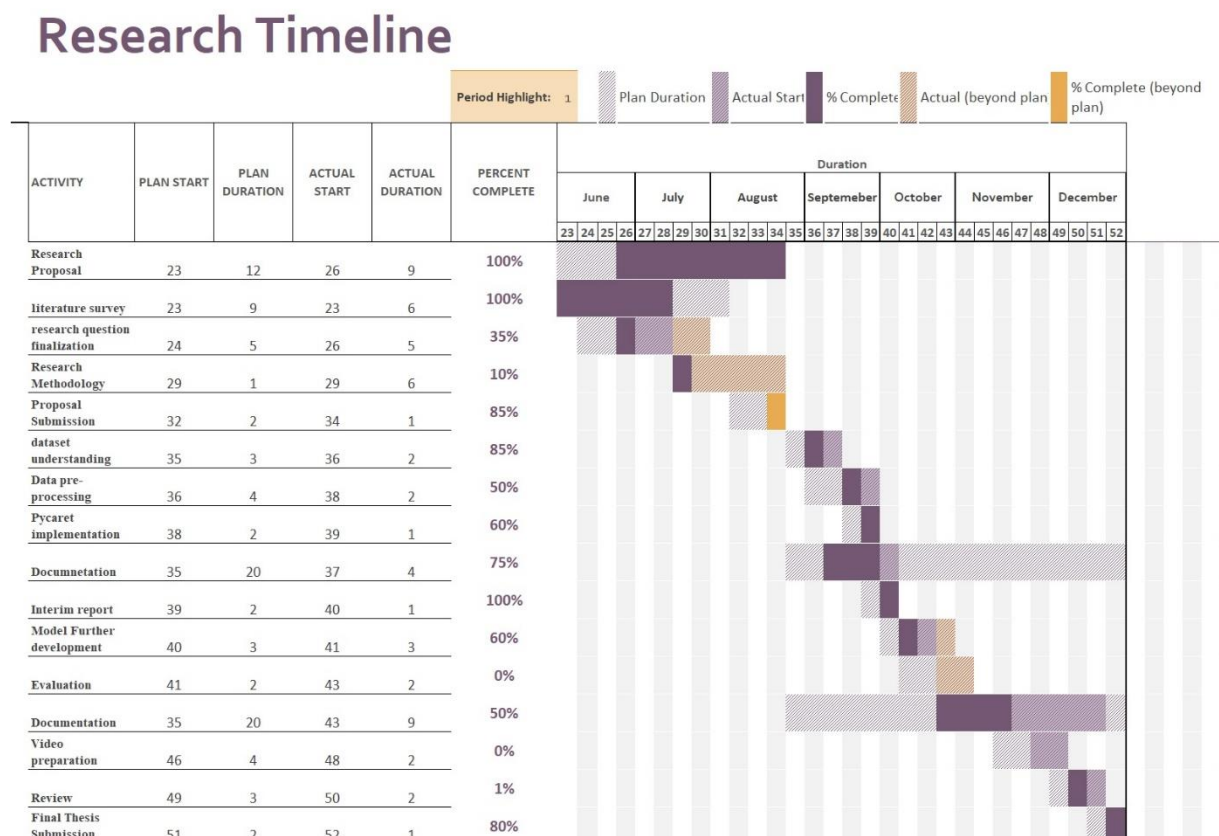 Research Timeline
Period Highlight: 1 Plan Duration Actual Start % Complete Actual (beyond plan % Complete (beyond
plan)
ACTIVITY PLAN START PLAN DURATION ACTUAL START ACTUAL DURATION PERCENT COMPLETE Duration
June July August Septemeber October November December
23 24 25 26 27 28 29 30 31 32 33 34 35 36 37 38 39 40 41 42 43 44 45 46 47 48 49 50 51 52
Research
Proposal 23 12 26 9 100%
literature survey 23 9 23 6 100%
research question
finalization 24 5 26 5 35%
Research
Methodology 29 1 29 6 10%
Proposal
Submission 32 2 34 1 85%
dataset
understanding 35 3 36 2 85%
Data pre-
processing 36 4 38 2 50%
Pycaret
implementation 38 2 39 1 60%
Documnetation 35 20 37 4 75%
Interim report 39 2 40 1 100%
Model Further
development 40 3 41 3 60%
Evaluation 41 2 43 2 0%
Documentation 35 20 43 9 50%
Video
preparation 46 4 48 2 0%
Review 49 3 50 2 1%
Final Thesis
Submission 51 2 52 1 80%